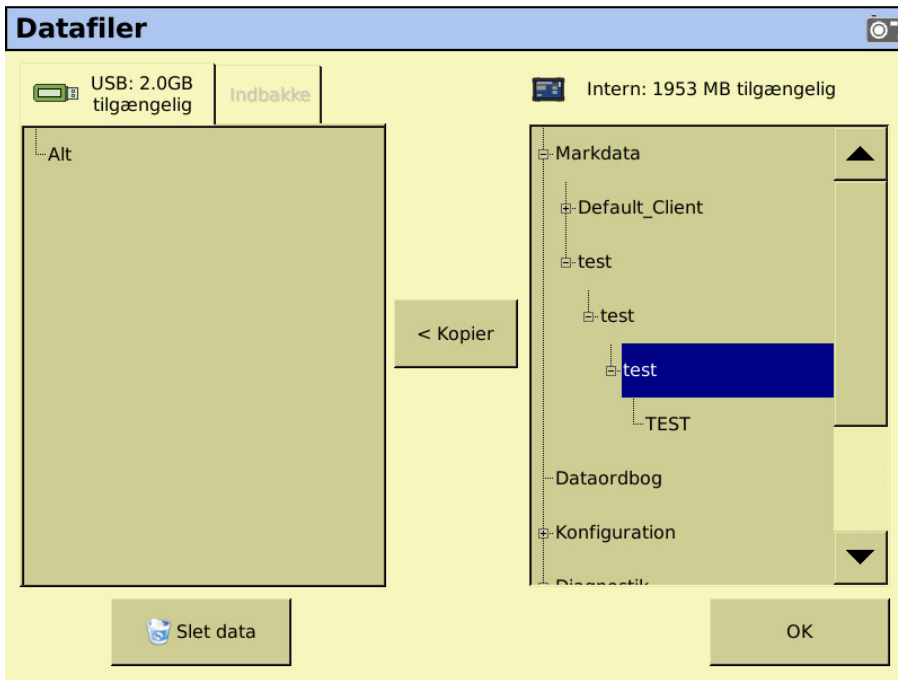 Datafiler
USB: 2.0GB
tilgængelig
Indbakke
Intern: 1953 MB tilgængelig
Alt
< Kopier
Markdata
Default_Client
test
test
test
TEST
Dataordbog
Konfiguration
Diagnostik
Slet data
OK